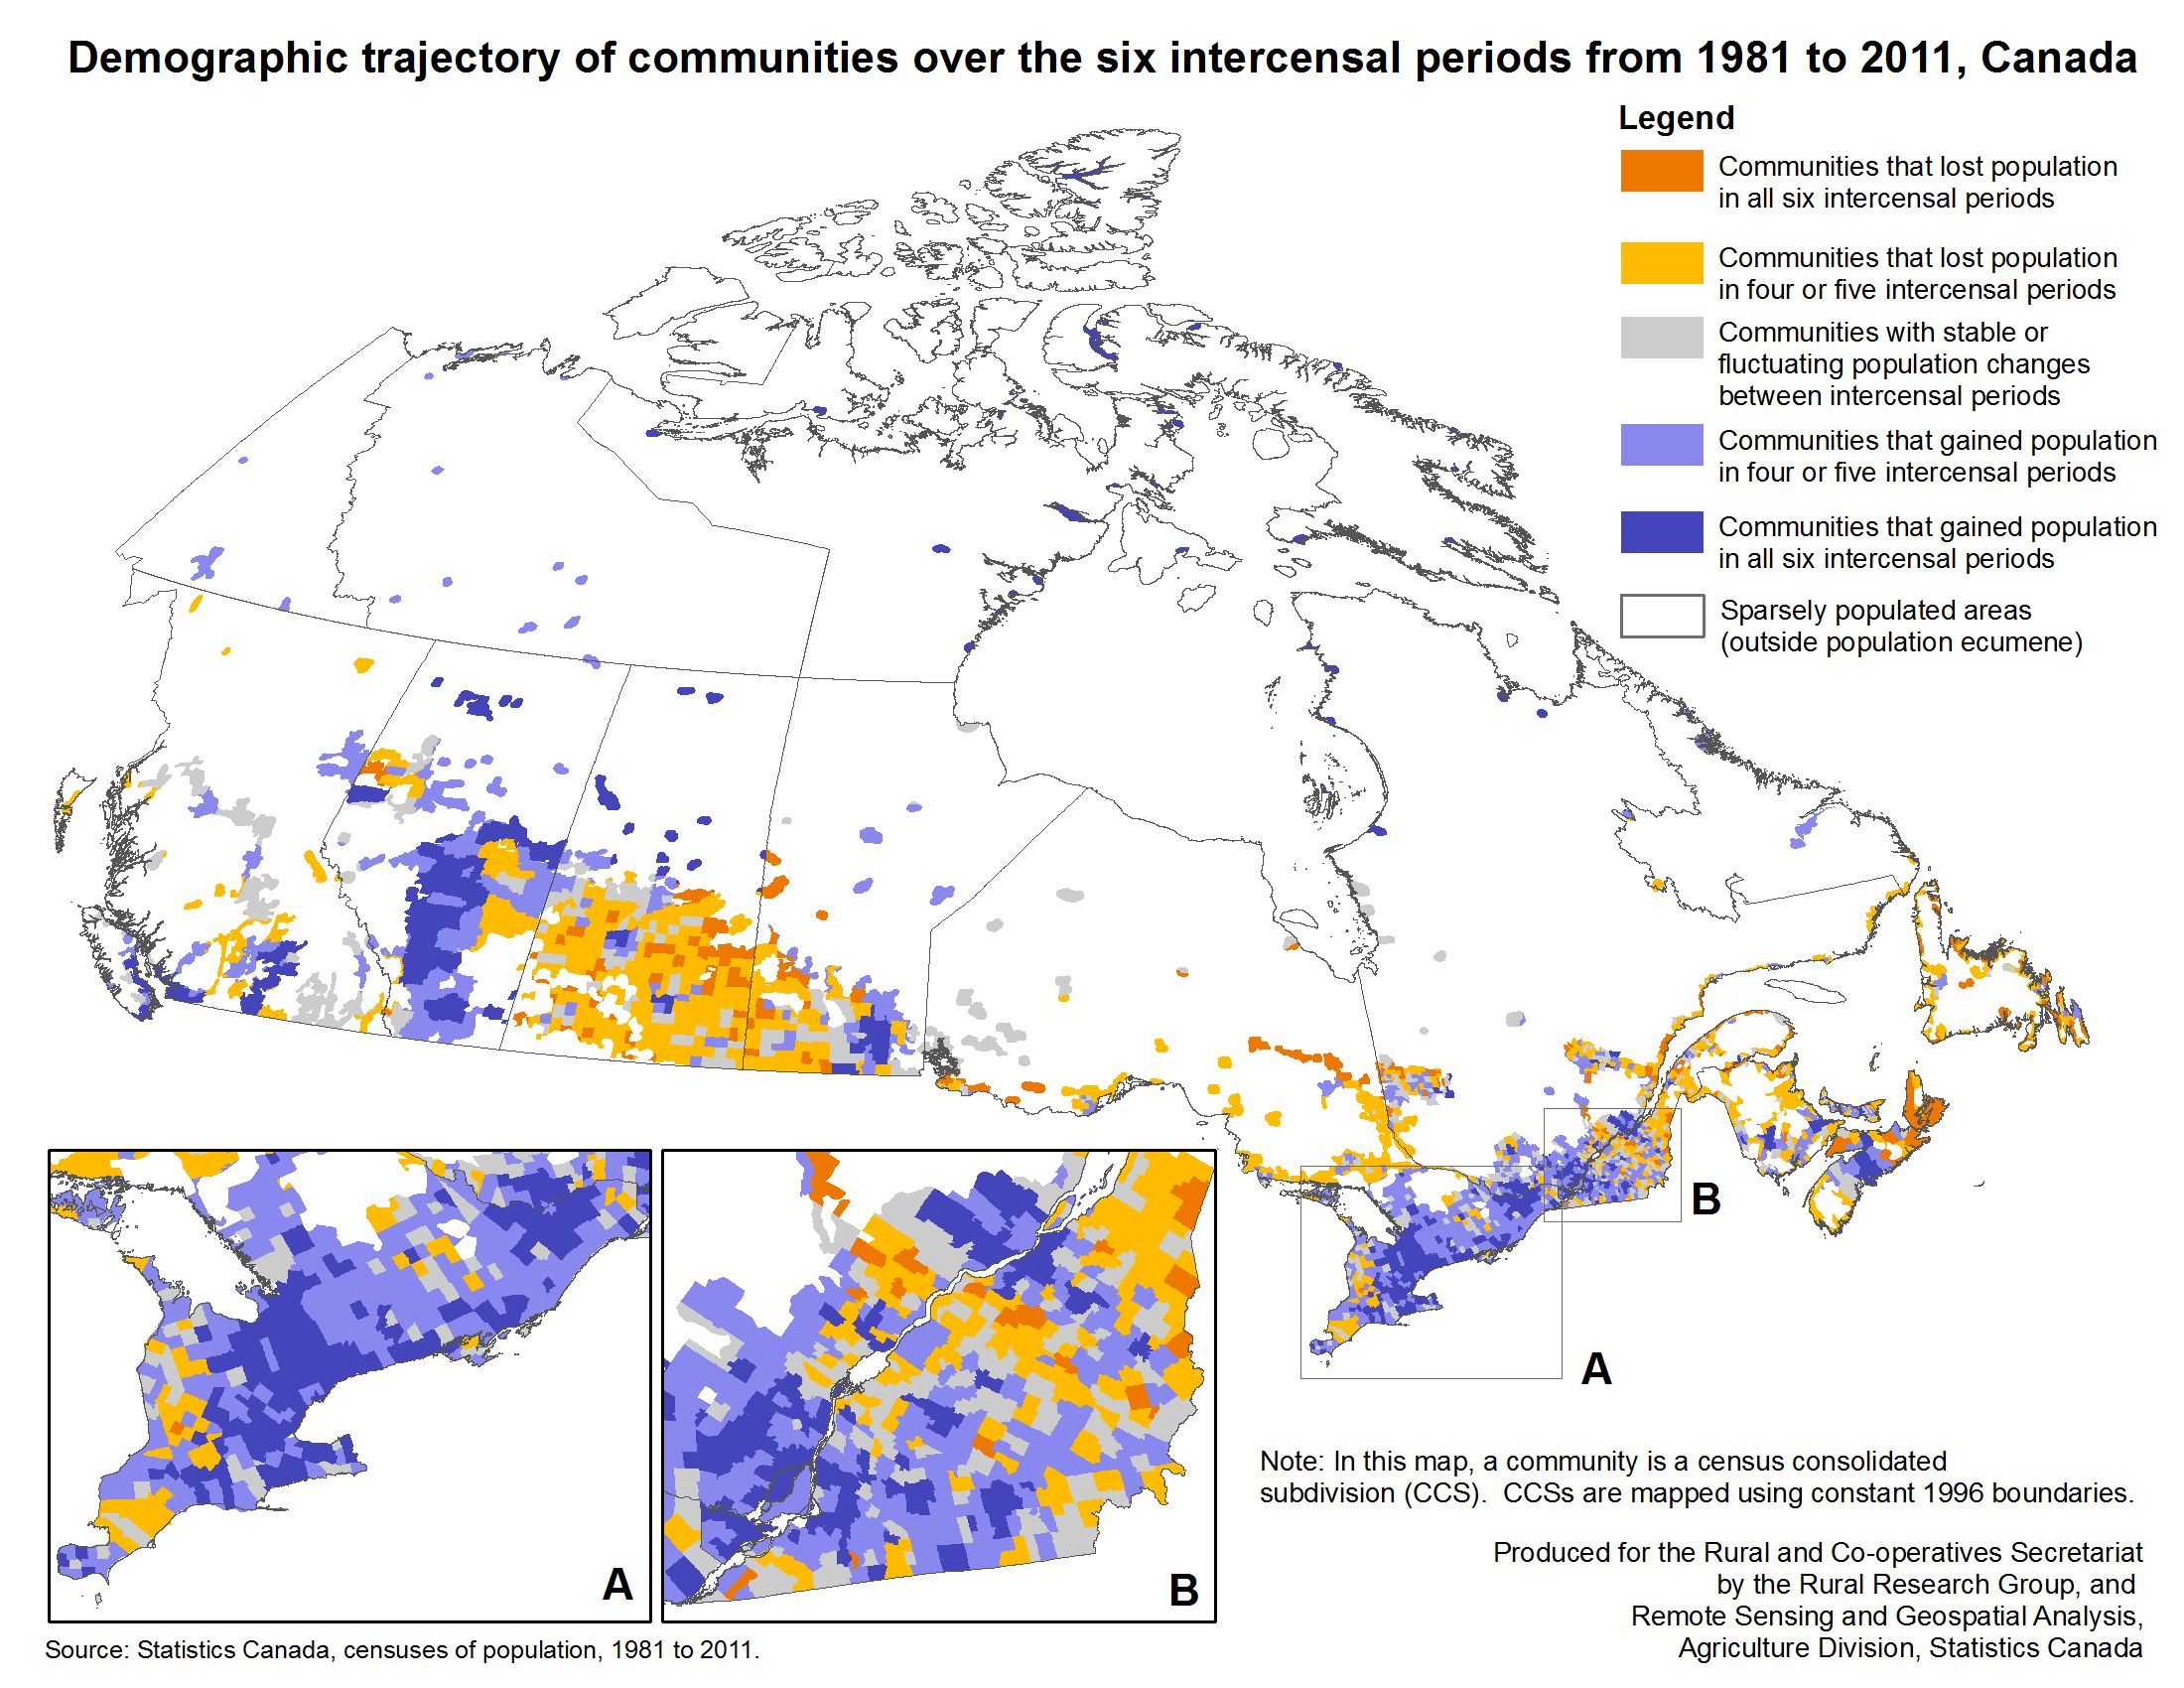 Demographic trajectory of communities over the six intercensal periods from 1981 to 2011, Canada
Legend
Communities that lost population
in all six intercensal periods
Communities that lost population
in four or five intercensal periods
Communities with stable or
fluctuating population changes
between intercensal periods
Communities that gained population
in four or five intercensal periods
Communities that gained population
in all six intercensal periods
Sparsely populated areas
(outside population ecumene)
B
A
A
B
Note: In this map, a community is a census consolidated
subdivision (CCS). CCSs are mapped using constant 1996 boundaries.
Produced for the Rural and Co-operatives Secretariat
by the Rural Research Group, and
Remote Sensing and Geospatial Analysis,
Agriculture Division, Statistics Canada
Source: Statistics Canada, censuses of population, 1981 to 2011.